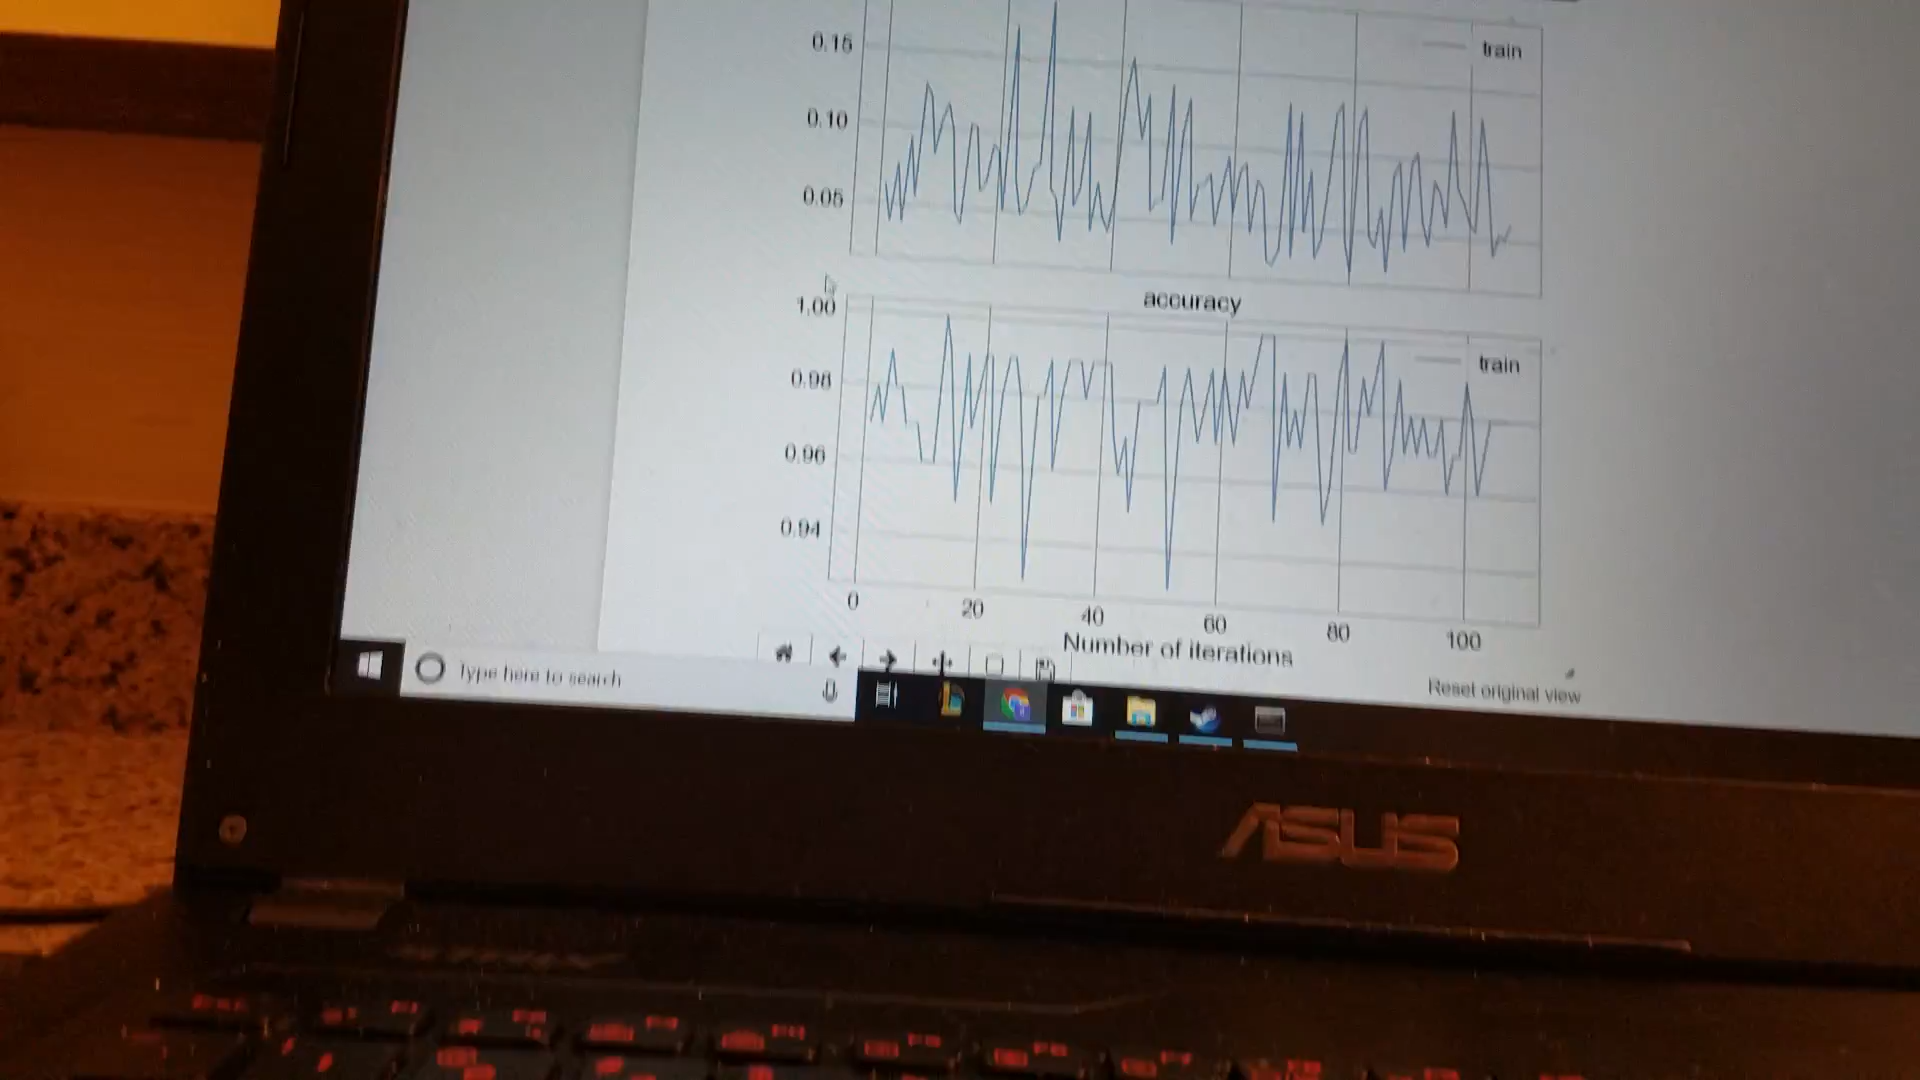 0.15
train
0.10
0.05
accuracy
1.00
train
0.98
0.96
0.94
0 20 40 60 80 100
Number of iterations
Reset original view
Type here to search
ASUS